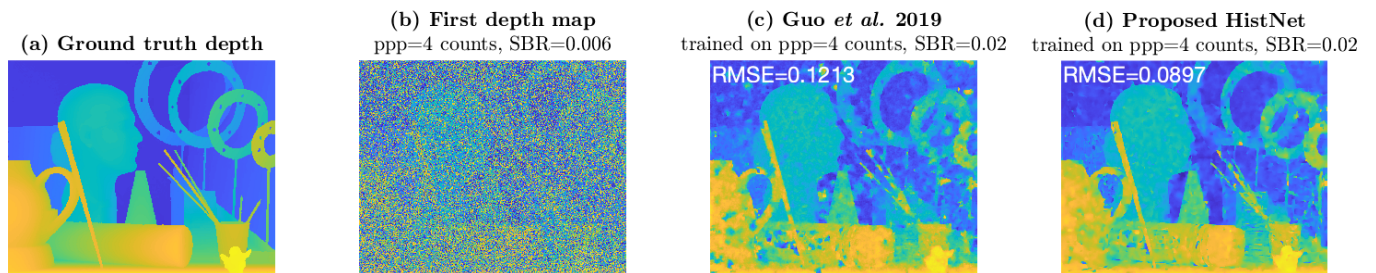 (a) Ground truth depth
(b) First depth map
ppp=4 counts, SBR=0.006
(c) Guo et al. 2019
trained on ppp=4 counts, SBR=0.02
RMSE=0.1213
(d) Proposed HistNet
trained on ppp=4 counts, SBR=0.02
RMSE=0.0897